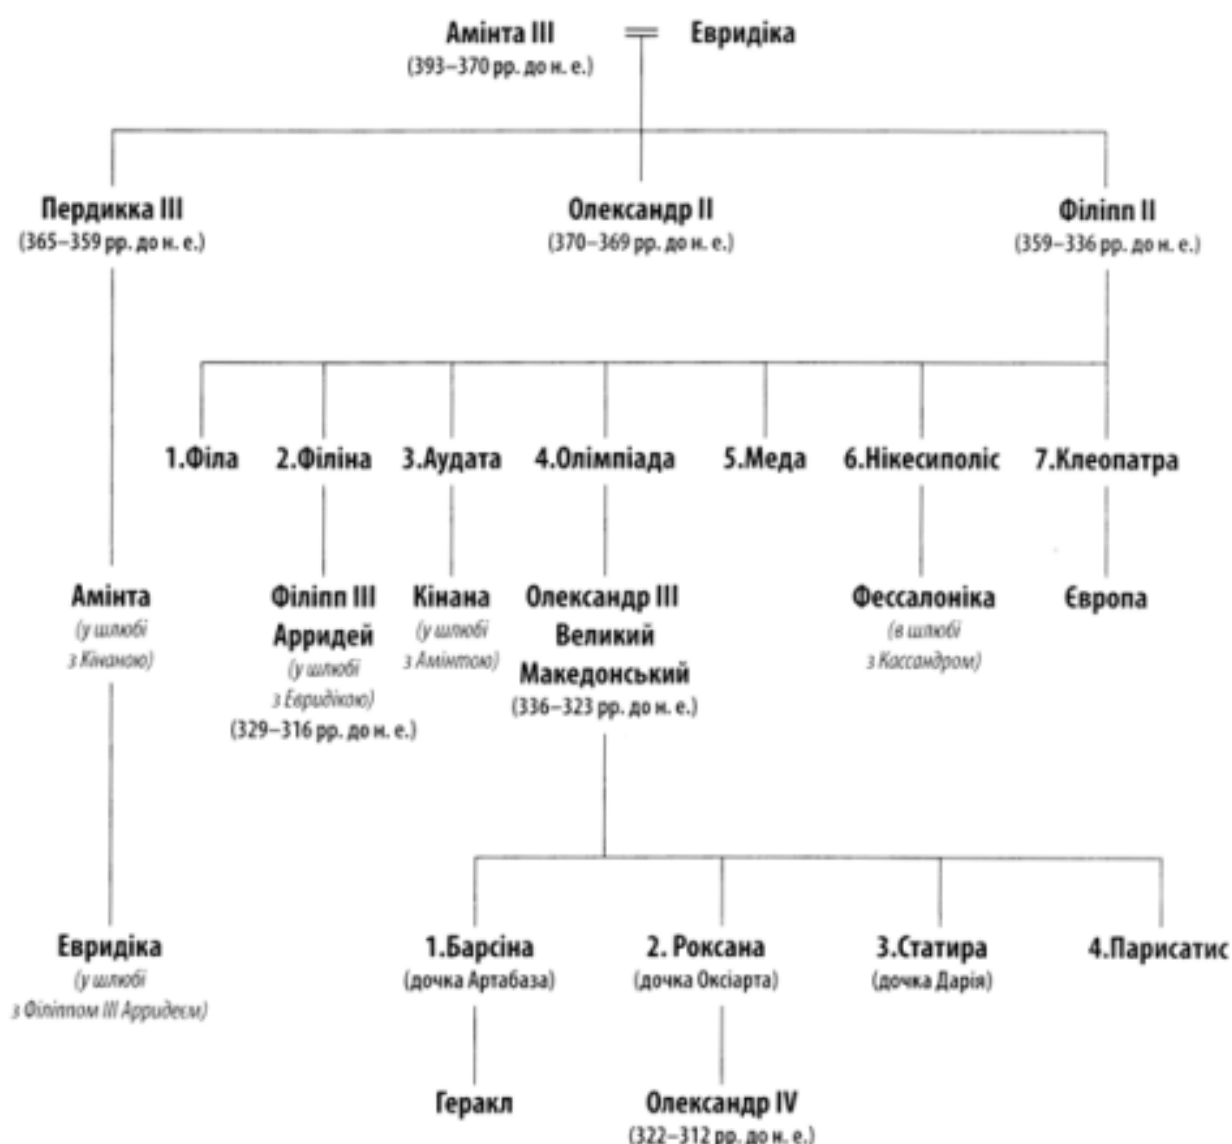 Амінта III
Евридіка
(393–370 рр. до н. е.)
Пердикка III
Олександр II
Філіпп II
(365–359 рр. до н. е.)
(370–369 рр. до н. е.)
(359–336 рр. до н. е.)
1.Філа
2.Філіна
3.Аудата
4.Олімпіада
5.Меда
6.Нікесиполіс
7.Клеопатра
Амінта
(у шлюбі
з Кінаною)
Філіпп III
Арридей
(у шлюбі
з Евридікою)
(329–316 рр. до н. е.)
Кінана
(у шлюбі
з Амінтою)
Олександр III
Великий
Македонський
(336–323 рр. до н. е.)
Фессалоніка
(в шлюбі
з Кассандром)
Європа
Евридіка
(у шлюбі
з Філіппом III Арридеєм)
1.Барсіна
(дочка Артабаза)
2. Роксана
(дочка Оксіарта)
3.Статира
(дочка Дарія)
4.Парисатис
Геракл
Олександр IV
(322–312 рр. до н. е.)